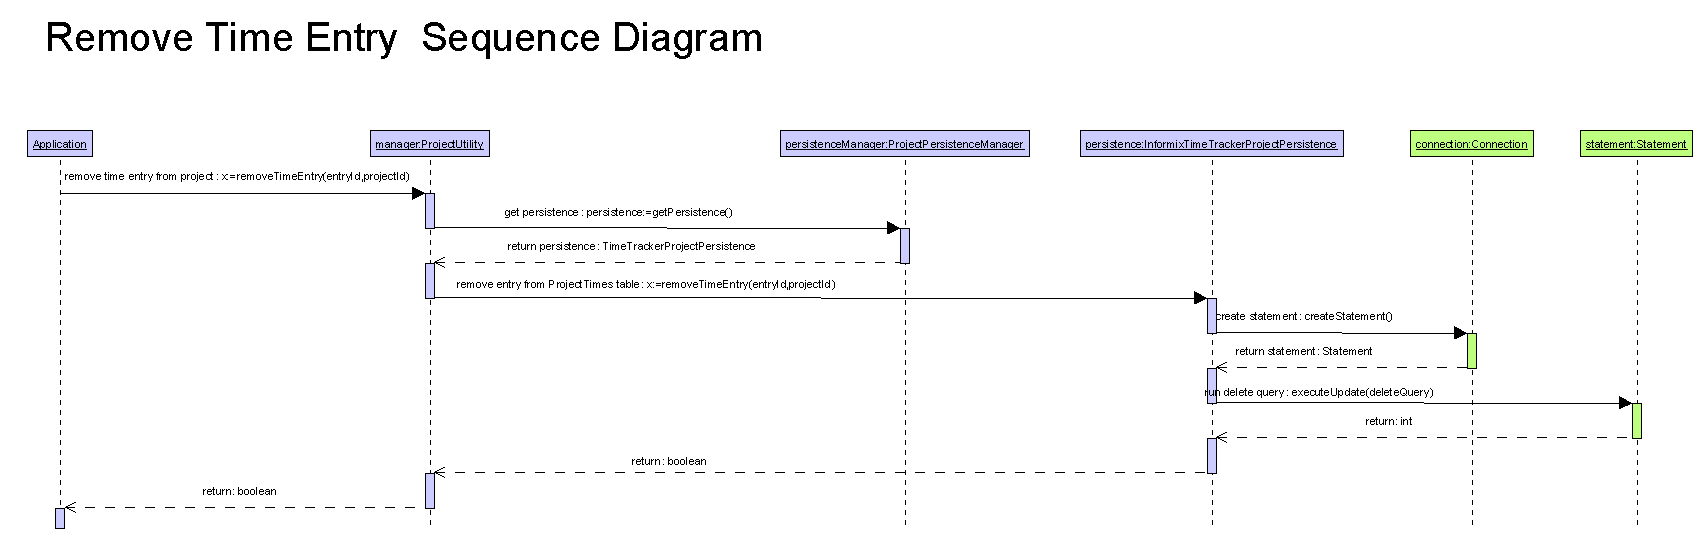 Remove Time Entry  Sequence Diagram
Application
manager:ProjectUtility
persistenceManager:ProjectPersistenceManager
persistence:InformixTimeTrackerProjectPersistence
connection:Connection
statement:Statement
remove time entry from project : x:=removeTimeEntry(entryId,projectId)
get persistence : persistence:=getPersistence()
return persistence : TimeTrackerProjectPersistence
remove entry from ProjectTimes table : x:=removeTimeEntry(entryId,projectId)
create statement : createStatement()
return statement : Statement
run delete query : executeUpdate(deleteQuery)
return: int
return : boolean
return: boolean